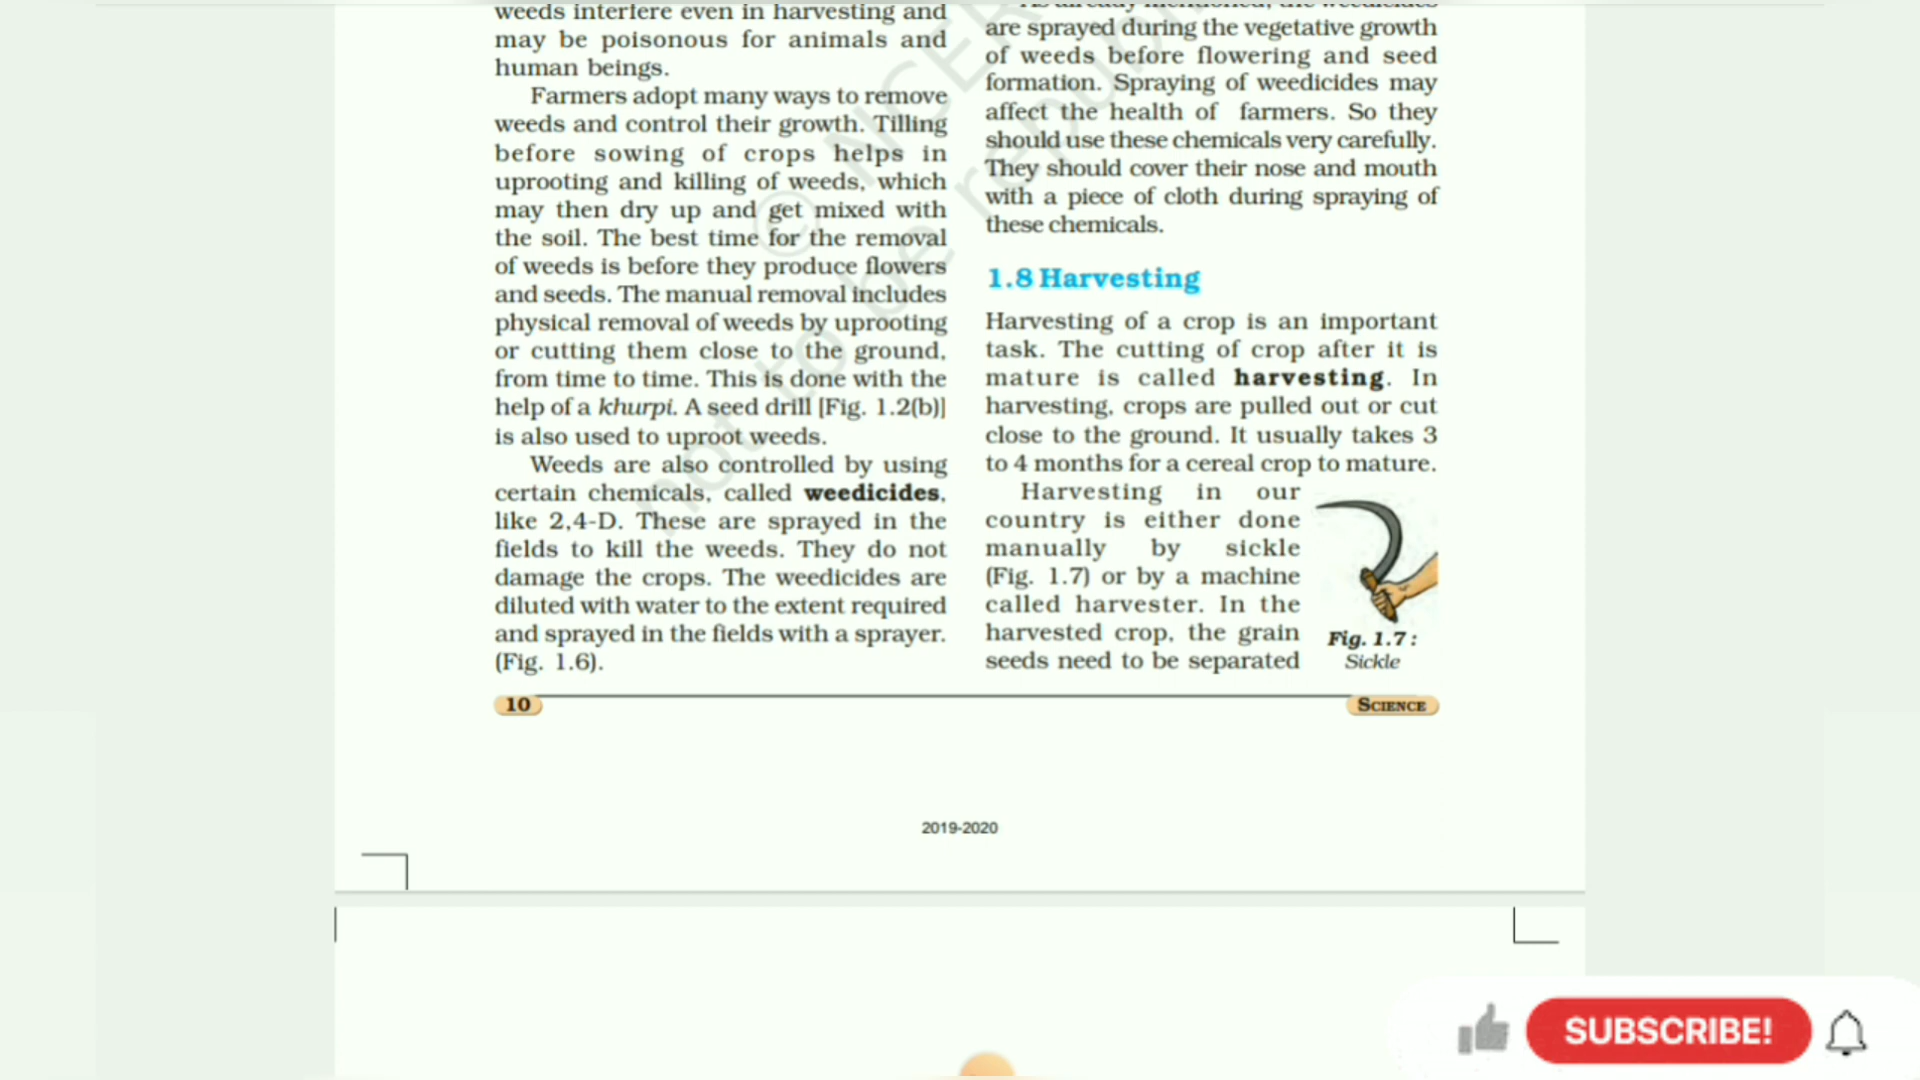 weeds interfere even in harvesting and
may be poisonous for animals and
human beings.
Farmers adopt many ways to remove
weeds and control their growth. Tilling
before sowing of crops helps in
uprooting and killing of weeds, which
may then dry up and get mixed with
the soil. The best time for the removal
of weeds is before they produce flowers
and seeds. The manual removal includes
physical removal of weeds by uprooting
or cutting them close to the ground,
from time to time. This is done with the
help of a khurpi. A seed drill [Fig. 1.2(b)]
is also used to uproot weeds.
Weeds are also controlled by using
certain chemicals, called weedicides,
like 2,4-D. These are sprayed in the
fields to kill the weeds. They do not
damage the crops. The weedicides are
diluted with water to the extent required
and sprayed in the fields with a sprayer.
(Fig. 1.6).
As already mentioned, the weedicides
are sprayed during the vegetative growth
of weeds before flowering and seed
formation. Spraying of weedicides may
affect the health of farmers. So they
should use these chemicals very carefully.
They should cover their nose and mouth
with a piece of cloth during spraying of
these chemicals.
1.8 Harvesting
Harvesting of a crop is an important
task. The cutting of crop after it is
mature is called harvesting. In
harvesting, crops are pulled out or cut
close to the ground. It usually takes 3
to 4 months for a cereal crop to mature.
Harvesting in our
country is either done
manually by sickle
(Fig. 1.7) or by a machine
called harvester. In the
harvested crop, the grain
seeds need to be separated
Fig. 1.7 :
Sickle
10
SCIENCE
2019-2020
© NCER
not to be republ
SUBSCRIBE!